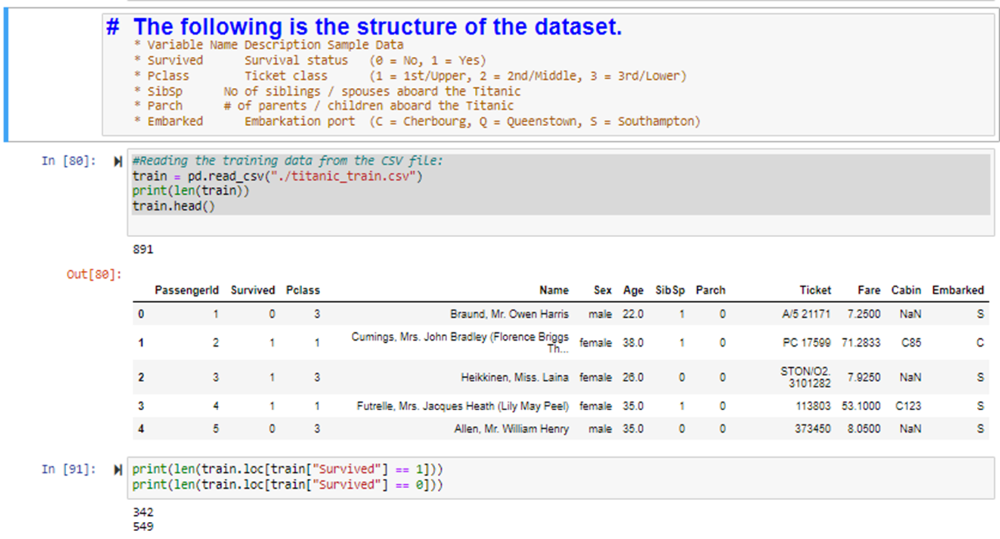 # The following is the structure of the dataset.
* Variable Name Description Sample Data
* Survived Survival status (0 = No, 1 = Yes)
* Pclass Ticket class (1 = 1st/Upper, 2 = 2nd/Middle, 3 = 3rd/Lower)
* SibSp No of siblings / spouses aboard the Titanic
* Parch # of parents / children aboard the Titanic
* Embarked Embarkation port (C = Cherbourg, Q = Queenstown, S = Southampton)
In [80]: #Reading the training data from the CSV file:
train = pd.read_csv("./titanic_train.csv")
print(len(train))
train.head()
891
Out[80]:
PassengerId Survived Pclass Name Sex Age SibSp Parch Ticket Fare Cabin Embarked
0 1 0 3 Braund, Mr. Owen Harris male 22.0 1 0 A/5 21171 7.2500 NaN S
1 2 1 1 Cumings, Mrs. John Bradley (Florence Briggs Th... female 38.0 1 0 PC 17599 71.2833 C85 C
2 3 1 3 Heikkinen, Miss. Laina female 26.0 0 0 STON/O2. 3101282 7.9250 NaN S
3 4 1 1 Futrelle, Mrs. Jacques Heath (Lily May Peel) female 35.0 1 0 113803 53.1000 C123 S
4 5 0 3 Allen, Mr. William Henry male 35.0 0 0 373450 8.0500 NaN S
In [91]: print(len(train.loc[train["Survived"] == 1]))
print(len(train.loc[train["Survived"] == 0]))
342
549